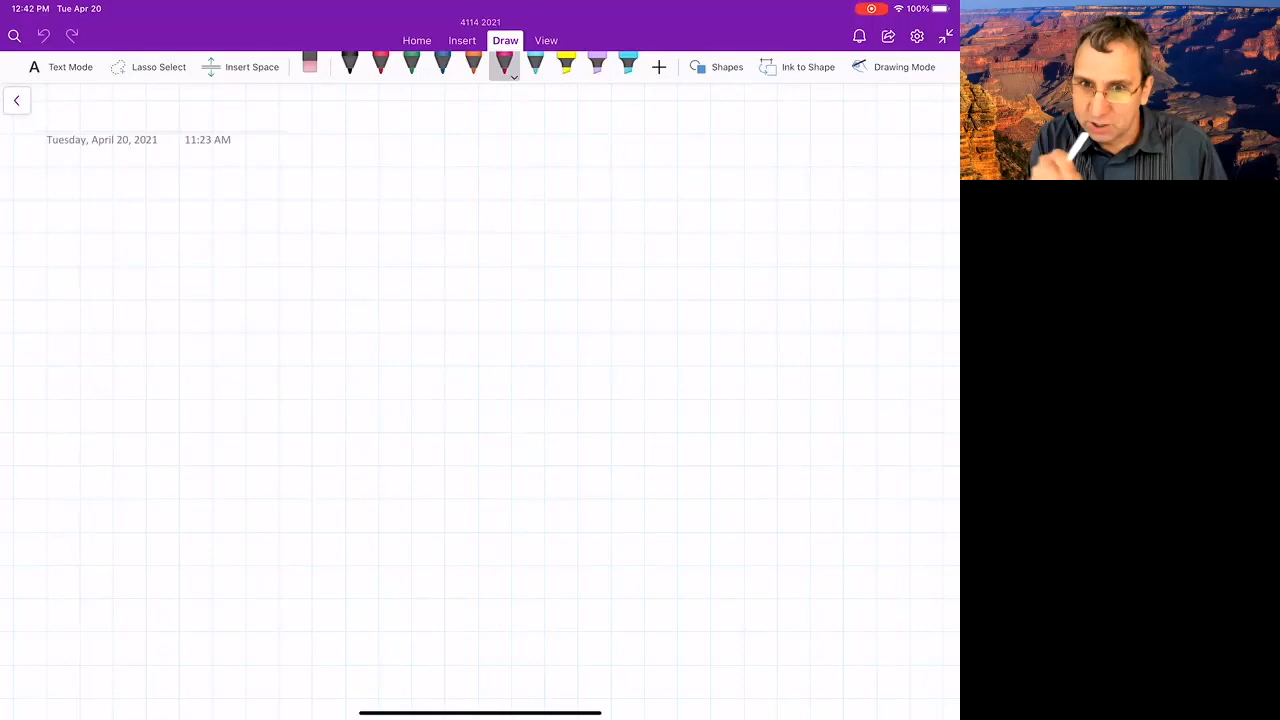 12:42 PM Tue Apr 20
100%
4114 2021
Home Insert Draw View
A Text Mode Lasso Select Insert Space Shapes Ink to Shape Drawing Mode
Tuesday, April 20, 2021 11:23 AM